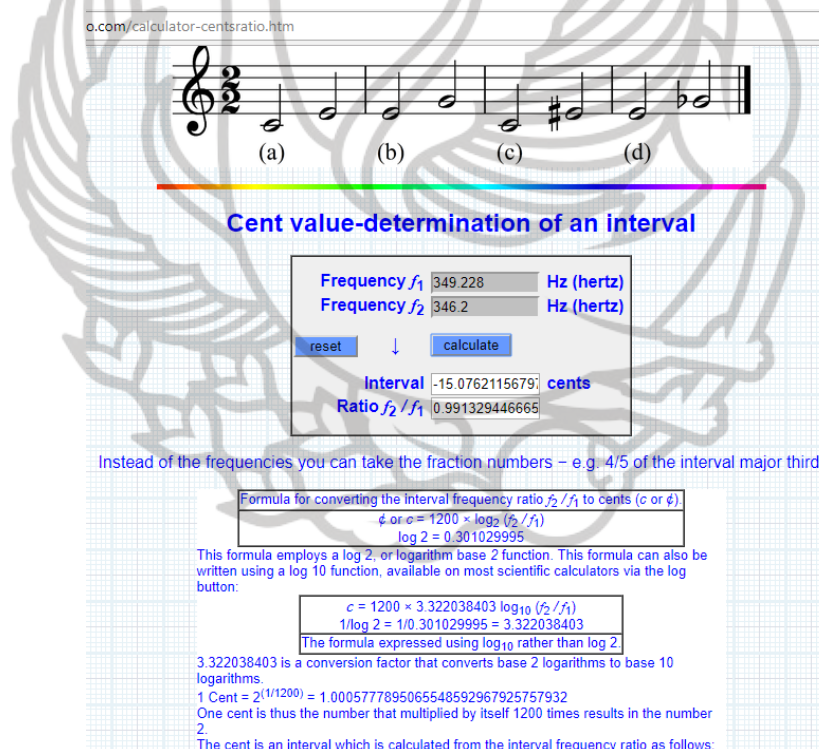 o.com/calculator-centsratio.htm
2
2
(a) (b) (c) (d)
Cent value-determination of an interval
Frequency f1 349.228 Hz (hertz)
Frequency f2 346.2 Hz (hertz)
reset ↓ calculate
Interval -15.0762115679 cents
Ratio f2 / f1 0.991329446665
Instead of the frequencies you can take the fraction numbers − e.g. 4/5 of the interval major third
Formula for converting the interval frequency ratio f2 / f1 to cents (c or ¢).
¢ or c = 1200 × log2 (f2 / f1)
log 2 = 0.301029995
This formula employs a log 2, or logarithm base 2 function. This formula can also be
written using a log 10 function, available on most scientific calculators via the log
button:
c = 1200 × 3.322038403 log10 (f2 / f1)
1/log 2 = 1/0.301029995 = 3.322038403
The formula expressed using log10 rather than log 2.
3.322038403 is a conversion factor that converts base 2 logarithms to base 10
logarithms.
1 Cent = 2^(1/1200) = 1.0005777895065548592967925757932
One cent is thus the number that multiplied by itself 1200 times results in the number
2.
The cent is an interval which is calculated from the interval frequency ratio as follows: